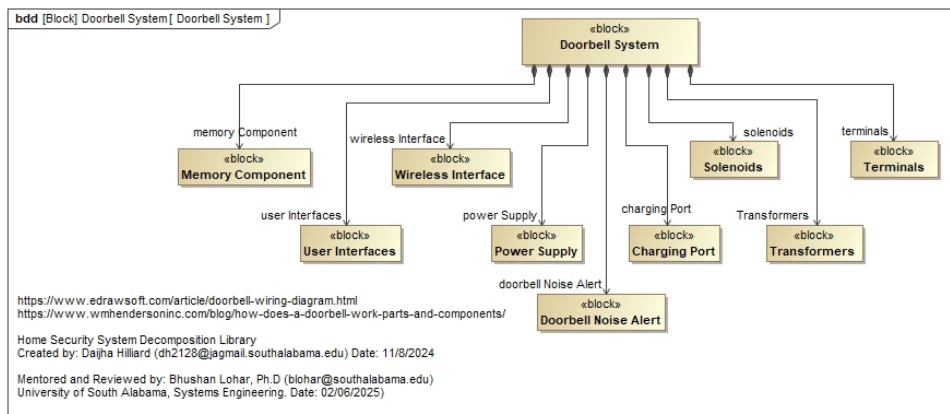 bdd [Block] Doorbell System [ Doorbell System ]
«block»
Doorbell System
memory Component
«block»
Memory Component
wireless Interface
«block»
Wireless Interface
solenoids
«block»
Solenoids
terminals
«block»
Terminals
user Interfaces
«block»
User Interfaces
power Supply
«block»
Power Supply
charging Port
«block»
Charging Port
Transformers
«block»
Transformers
doorbell Noise Alert
«block»
Doorbell Noise Alert
https://www.edrawsoft.com/article/doorbell-wiring-diagram.html
https://www.wmhendersoninc.com/blog/how-does-a-doorbell-work-parts-and-components/
Home Security System Decomposition Library
Created by: Daijha Hilliard (dh2128@jagmail.southalabama.edu) Date: 11/8/2024
Mentored and Reviewed by: Bhushan Lohar, Ph.D (blohar@southalabama.edu)
University of South Alabama, Systems Engineering. Date: 02/06/2025)